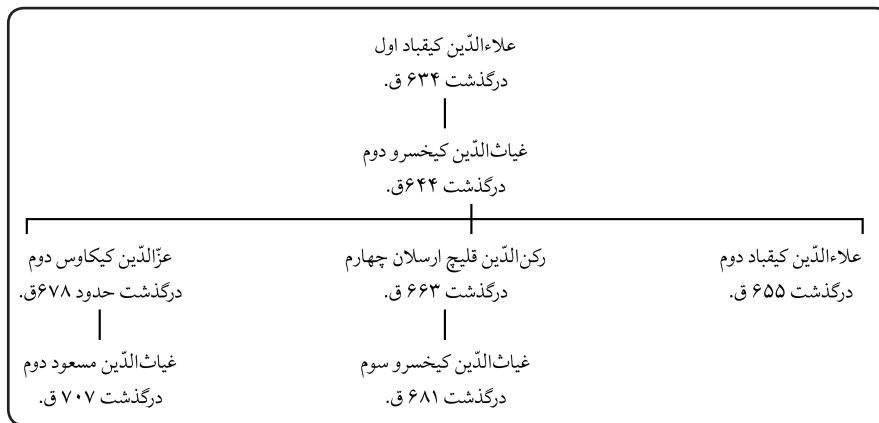 علاءالدّین کیقباد اول
درگذشت ۶۳۴ ق.
غیاث‌الدّین کیخسرو دوم
درگذشت ۶۴۴ق.
علاءالدّین کیقباد دوم
درگذشت ۶۵۵ ق.
رکن‌الدّین قلیچ ارسلان چهارم
درگذشت ۶۶۳ ق.
عزّالدّین کیکاوس دوم
درگذشت حدود ۶۷۸ق.
غیاث‌الدّین کیخسرو سوم
درگذشت ۶۸۱ ق.
غیاث‌الدّین مسعود دوم
درگذشت ۷۰۷ ق.